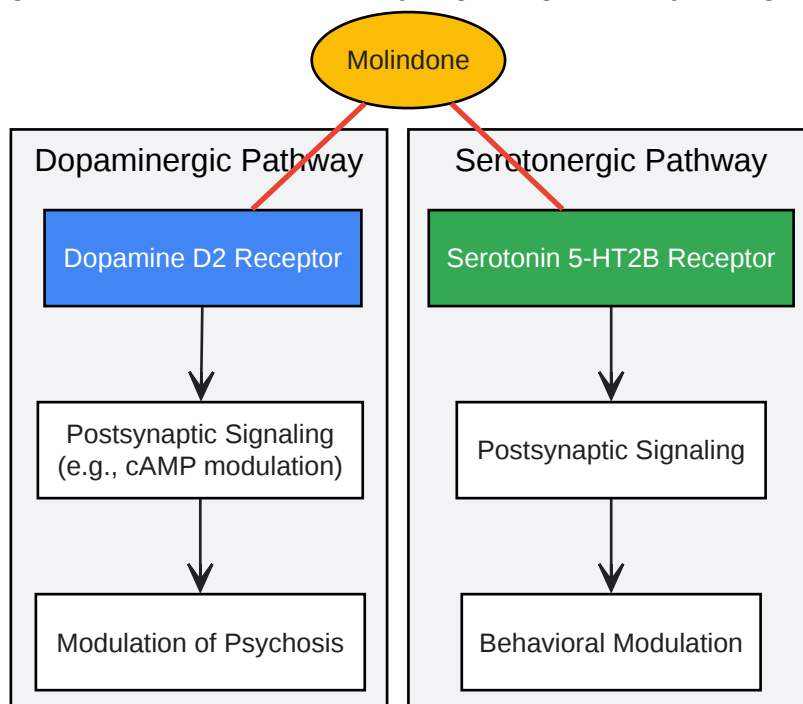 Molindone
Dopaminergic Pathway
Dopamine D2 Receptor
Postsynaptic Signaling
(e.g., cAMP modulation)
Modulation of Psychosis
Serotonergic Pathway
Serotonin 5-HT2B Receptor
Postsynaptic Signaling
Behavioral Modulation